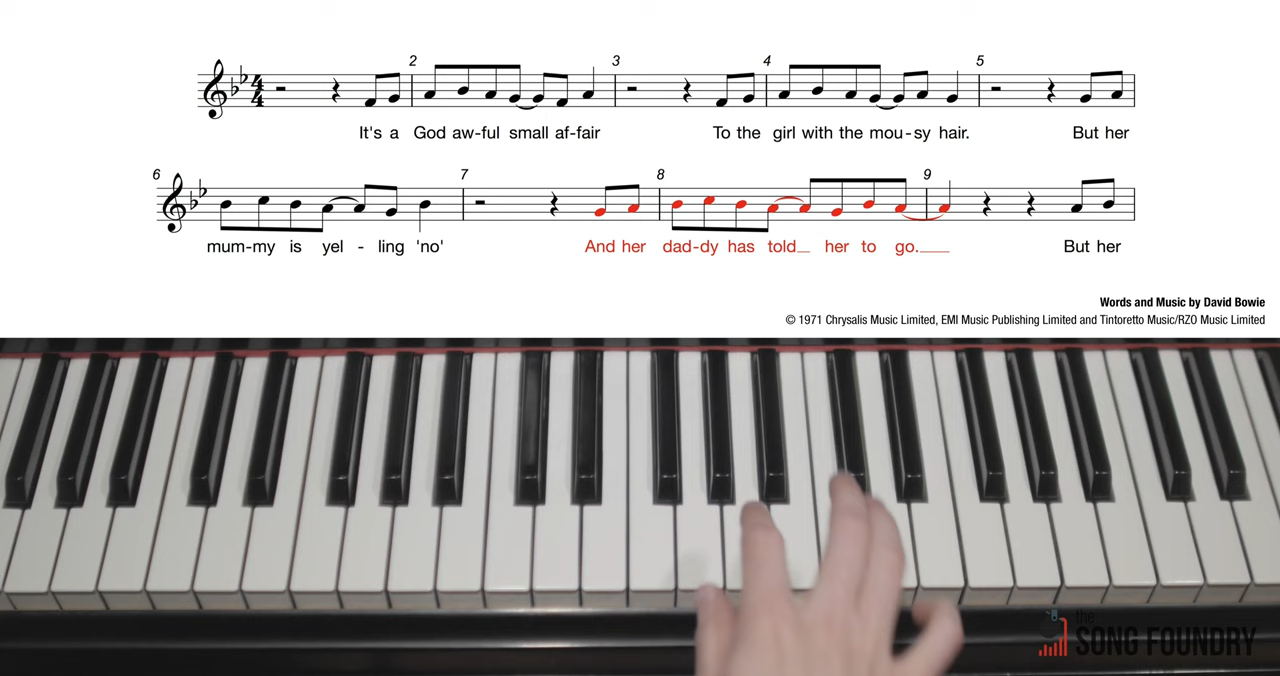 2 3 4 5
4
4
It's a God aw-ful small af-fair To the girl with the mou-sy hair. But her
6 7 8 9
mum-my is yel - ling 'no' And her dad-dy has told__ her to go.___ But her
Words and Music by David Bowie
© 1971 Chrysalis Music Limited, EMI Music Publishing Limited and Tintoretto Music/RZO Music Limited
the
SONG FOUNDRY